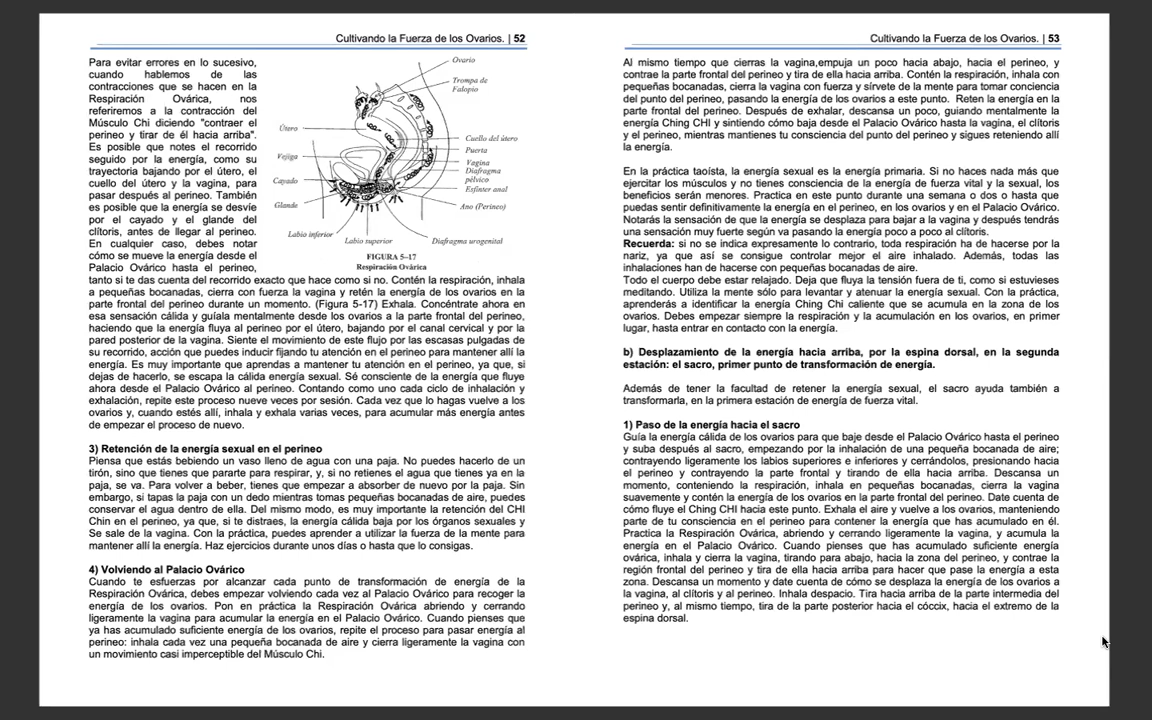 Cultivando la Fuerza de los Ovarios. | 52
Para evitar errores en lo sucesivo,
cuando hablemos de las
contracciones que se hacen en la
Respiración Ovárica, nos
referiremos a la contracción del
Músculo Chi diciendo "contraer el
perineo y tirar de él hacia arriba".
Es posible que notes el recorrido
seguido por la energía, como su
trayectoria bajando por el útero, el
cuello del útero y la vagina, para
pasar después al perineo. También
es posible que la energía se desvíe
por el cayado y el glande del
clítoris, antes de llegar al perineo.
En cualquier caso, debes notar
cómo se mueve la energía desde el
Palacio Ovárico hasta el perineo,
Ovario
Trompa de
Falopio
Útero
Cuello del útero
Puerta
Vejiga
Vagina
Diafragma
pélvico
Cayado
Esfínter anal
Glande
Ano (Perineo)
Labio inferior
Labio superior
Diafragma urogenital
FIGURA 5–17
Respiración Ovárica
tanto si te das cuenta del recorrido exacto que hace como si no. Contén la respiración, inhala
a pequeñas bocanadas, cierra con fuerza la vagina y retén la energía de los ovarios en la
parte frontal del perineo durante un momento. (Figura 5-17) Exhala. Concéntrate ahora en
esa sensación cálida y guíala mentalmente desde los ovarios a la parte frontal del perineo,
haciendo que la energía fluya al perineo por el útero, bajando por el canal cervical y por la
pared posterior de la vagina. Siente el movimiento de este flujo por las escasas pulgadas de
su recorrido, acción que puedes inducir fijando tu atención en el perineo para mantener allí la
energía. Es muy importante que aprendas a mantener tu atención en el perineo, ya que, si
dejas de hacerlo, se escapa la cálida energía sexual. Sé consciente de la energía que fluye
ahora desde el Palacio Ovárico al perineo. Contando como uno cada ciclo de inhalación y
exhalación, repite este proceso nueve veces por sesión. Cada vez que lo hagas vuelve a los
ovarios y, cuando estés allí, inhala y exhala varias veces, para acumular más energía antes
de empezar el proceso de nuevo.
3) Retención de la energía sexual en el perineo
Piensa que estás bebiendo un vaso lleno de agua con una paja. No puedes hacerlo de un
tirón, sino que tienes que pararte para respirar, y, si no retienes el agua que tienes ya en la
paja, se va. Para volver a beber, tienes que empezar a absorber de nuevo por la paja. Sin
embargo, si tapas la paja con un dedo mientras tomas pequeñas bocanadas de aire, puedes
conservar el agua dentro de ella. Del mismo modo, es muy importante la retención del CHI
Chin en el perineo, ya que, si te distraes, la energía cálida baja por los órganos sexuales y
Se sale de la vagina. Con la práctica, puedes aprender a utilizar la fuerza de la mente para
mantener allí la energía. Haz ejercicios durante unos días o hasta que lo consigas.
4) Volviendo al Palacio Ovárico
Cuando te esfuerzas por alcanzar cada punto de transformación de energía de la
Respiración Ovárica, debes empezar volviendo cada vez al Palacio Ovárico para recoger la
energía de los ovarios. Pon en práctica la Respiración Ovárica abriendo y cerrando
ligeramente la vagina para acumular la energía en el Palacio Ovárico. Cuando pienses que
ya has acumulado suficiente energía de los ovarios, repite el proceso para pasar energía al
perineo: inhala cada vez una pequeña bocanada de aire y cierra ligeramente la vagina con
un movimiento casi imperceptible del Músculo Chi.
Cultivando la Fuerza de los Ovarios. | 53
Al mismo tiempo que cierras la vagina,empuja un poco hacia abajo, hacia el perineo, y
contrae la parte frontal del perineo y tira de ella hacia arriba. Contén la respiración, inhala con
pequeñas bocanadas, cierra la vagina con fuerza y sírvete de la mente para tomar conciencia
del punto del perineo, pasando la energía de los ovarios a este punto. Reten la energía en la
parte frontal del perineo. Después de exhalar, descansa un poco, guiando mentalmente la
energía Ching CHI y sintiendo cómo baja desde el Palacio Ovárico hasta la vagina, el clítoris
y el perineo, mientras mantienes tu consciencia del punto del perineo y sigues reteniendo allí
la energía.
En la práctica taoísta, la energía sexual es la energía primaria. Si no haces nada más que
ejercitar los músculos y no tienes consciencia de la energía de fuerza vital y la sexual, los
beneficios serán menores. Practica en este punto durante una semana o dos o hasta que
puedas sentir definitivamente la energía en el perineo, en los ovarios y en el Palacio Ovárico.
Notarás la sensación de que la energía se desplaza para bajar a la vagina y después tendrás
una sensación muy fuerte según va pasando la energía poco a poco al clítoris.
Recuerda: si no se indica expresamente lo contrario, toda respiración ha de hacerse por la
nariz, ya que así se consigue controlar mejor el aire inhalado. Además, todas las
inhalaciones han de hacerse con pequeñas bocanadas de aire.
Todo el cuerpo debe estar relajado. Deja que fluya la tensión fuera de ti, como si estuvieses
meditando. Utiliza la mente sólo para levantar y atenuar la energía sexual. Con la práctica,
aprenderás a identificar la energía Ching Chi caliente que se acumula en la zona de los
ovarios. Debes empezar siempre la respiración y la acumulación en los ovarios, en primer
lugar, hasta entrar en contacto con la energía.
b) Desplazamiento de la energía hacia arriba, por la espina dorsal, en la segunda
estación: el sacro, primer punto de transformación de energía.
Además de tener la facultad de retener la energía sexual, el sacro ayuda también a
transformarla, en la primera estación de energía de fuerza vital.
1) Paso de la energía hacia el sacro
Guía la energía cálida de los ovarios para que baje desde el Palacio Ovárico hasta el perineo
y suba después al sacro, empezando por la inhalación de una pequeña bocanada de aire;
contrayendo ligeramente los labios superiores e inferiores y cerrándolos, presionando hacia
el perineo y contrayendo la parte frontal y tirando de ella hacia arriba. Descansa un
momento, conteniendo la respiración, inhala en pequeñas bocanadas, cierra la vagina
suavemente y contén la energía de los ovarios en la parte frontal del perineo. Date cuenta de
cómo fluye el Ching CHI hacia este punto. Exhala el aire y vuelve a los ovarios, manteniendo
parte de tu consciencia en el perineo para contener la energía que has acumulado en él.
Practica la Respiración Ovárica, abriendo y cerrando ligeramente la vagina, y acumula la
energía en el Palacio Ovárico. Cuando pienses que has acumulado suficiente energía
ovárica, inhala y cierra la vagina, tirando para abajo, hacia la zona del perineo, y contrae la
región frontal del perineo y tira de ella hacia arriba para hacer que pase la energía a esta
zona. Descansa un momento y date cuenta de cómo se desplaza la energía de los ovarios a
la vagina, al clítoris y al perineo. Inhala despacio. Tira hacia arriba de la parte intermedia del
perineo y, al mismo tiempo, tira de la parte posterior hacia el cóccix, hacia el extremo de la
espina dorsal.